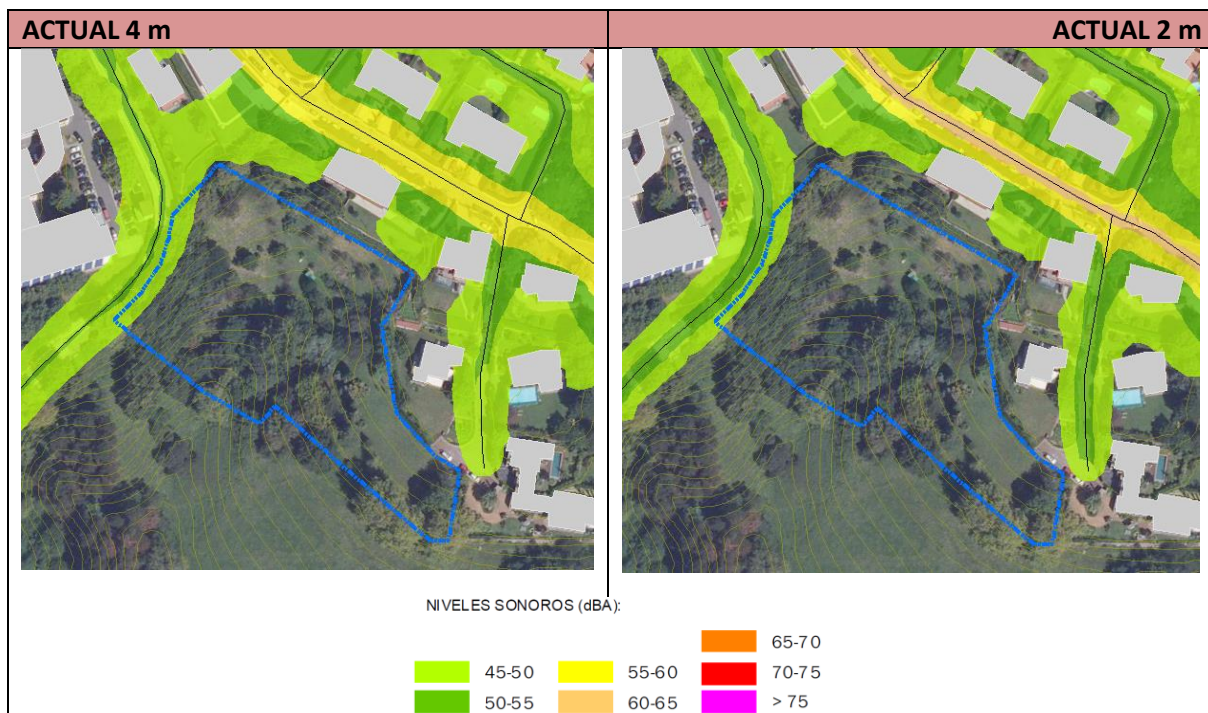 ACTUAL 4 m
ACTUAL 2 m
NIVELES SONOROS (dBA):
65-70
45-50 55-60 70-75
50-55 60-65 > 75